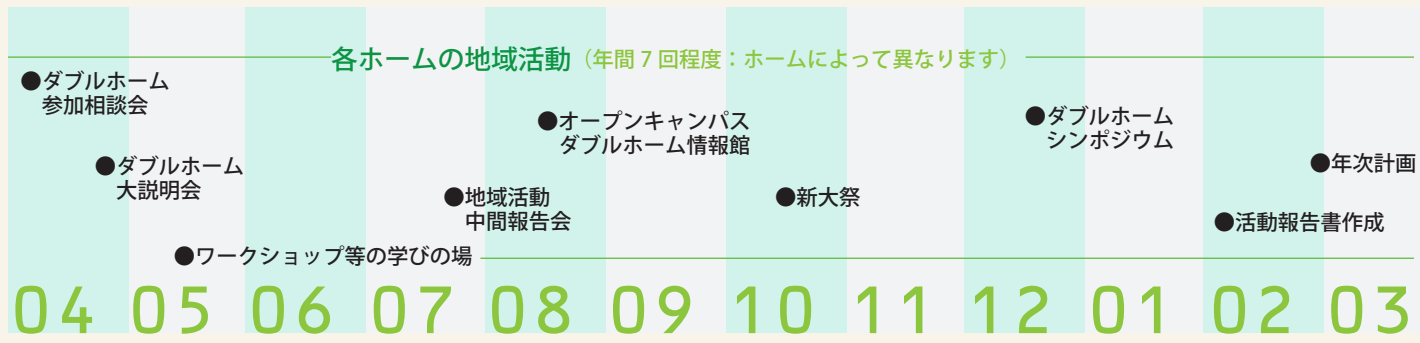 各ホームの地域活動（年間7回程度：ホームによって異なります）
●ダブルホーム
参加相談会
●ダブルホーム
大説明会
●ワークショップ等の学びの場
●地域活動
中間報告会
●オープンキャンパス
ダブルホーム情報館
●新大祭
●ダブルホーム
シンポジウム
●年次計画
●活動報告書作成
04 05 06 07 08 09 10 11 12 01 02 03